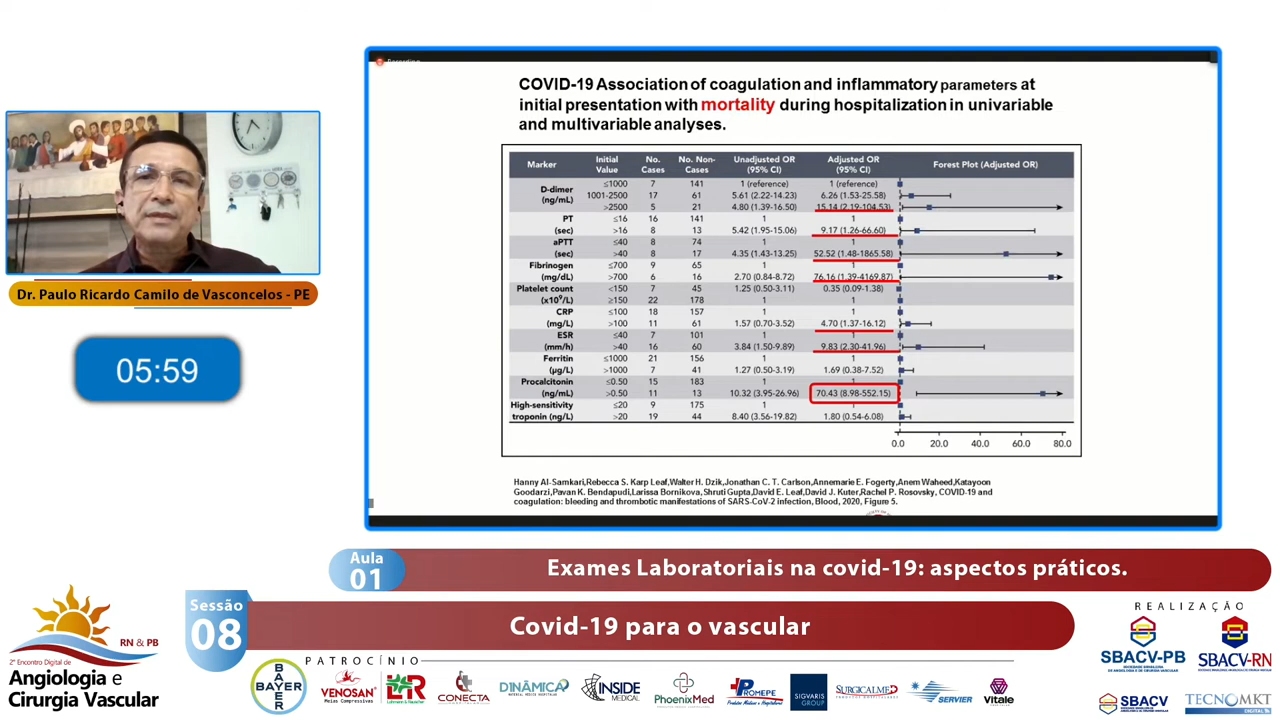 COVID-19 Association of coagulation and inflammatory parameters at
initial presentation with mortality during hospitalization in univariable
and multivariable analyses.
Marker Initial Value No. Cases No. Non-Cases Unadjusted OR (95% CI) Adjusted OR (95% CI) Forest Plot (Adjusted OR)
D-dimer (ng/mL) ≤1000 7 141 1 (reference) 1 (reference)
1001-2500 17 61 5.61 (2.22-14.23) 6.26 (1.53-25.58)
>2500 5 21 4.80 (1.39-16.50) 15.14 (2.19-104.53)
PT ≤16 16 141 1 1
(sec) >16 8 13 5.42 (1.95-15.06) 9.17 (1.26-66.60)
aPTT ≤40 8 74 1 1
(sec) >40 8 17 4.35 (1.43-13.25) 52.52 (1.48-1865.58)
Fibrinogen ≤700 9 65 1 1
(mg/dL) >700 6 16 2.70 (0.84-8.72) 76.16 (1.39-4169.87)
Platelet count <150 7 45 1.25 (0.50-3.11) 0.35 (0.09-1.38)
(x10⁹/L) ≥150 22 178 1 1
CRP ≤100 18 157 1 1
(mg/L) >100 11 61 1.57 (0.70-3.52) 4.70 (1.37-16.12)
ESR ≤40 7 101 1 1
(mm/h) >40 16 60 3.84 (1.50-9.89) 9.83 (2.30-41.96)
Ferritin ≤1000 21 156 1 1
(µg/L) >1000 7 41 1.27 (0.50-3.19) 1.69 (0.38-7.52)
Procalcitonin ≤0.50 15 183 1 1
(ng/mL) >0.50 11 13 10.32 (3.95-26.96) 70.43 (8.98-552.15)
High-sensitivity ≤20 9 175 1 1
troponin (ng/L) >20 19 44 8.40 (3.56-19.82) 1.80 (0.54-6.08)
0.0 20.0 40.0 60.0 80.0
Hanny Al-Samkari,Rebecca S. Karp Leaf,Walter H. Dzik,Jonathan C. T. Carlson,Annemarie E. Fogerty,Anem Waheed,Katayoon
Goodarzi,Pavan K. Bendapudi,Larissa Bornikova,Shruti Gupta,David E. Leaf,David J. Kuter,Rachel P. Rosovsky, COVID-19 and
coagulation: bleeding and thrombotic manifestations of SARS-CoV-2 infection, Blood, 2020, Figure 5.
Dr. Paulo Ricardo Camilo de Vasconcelos - PE
05:59
Aula
01
Exames Laboratoriais na covid-19: aspectos práticos.
Sessão
08
Covid-19 para o vascular
RN & PB
2º Encontro Digital de
Angiologia e
Cirurgia Vascular
PATROCÍNIO
BAYER
BAYER
VENOSAN
Meias Compressivas
L&R
Lohmann & Rauscher
CONECTA
DINÂMICA
INSIDE
MEDICAL
PhoenixMed
PROMEPE
Produtos Médicos e Hospitalares
SIGVARIS
GROUP
SURGICALMED
SERVIER
Vitale
REALIZAÇÃO
SBACV-PB
SBACV-RN
SBACV
TECNOMKT
DIGITAL